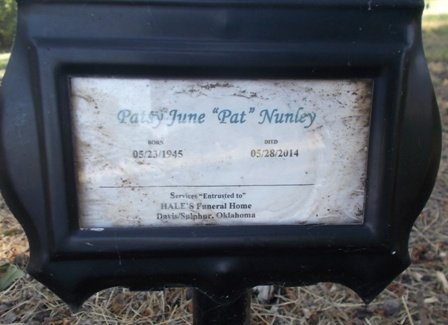 Patsy June "Pat" Nunley
BORN DIED
05/23/1945 05/28/2014
Services "Entrusted to"
HALE'S Funeral Home
Davis/Sulphur, Oklahoma